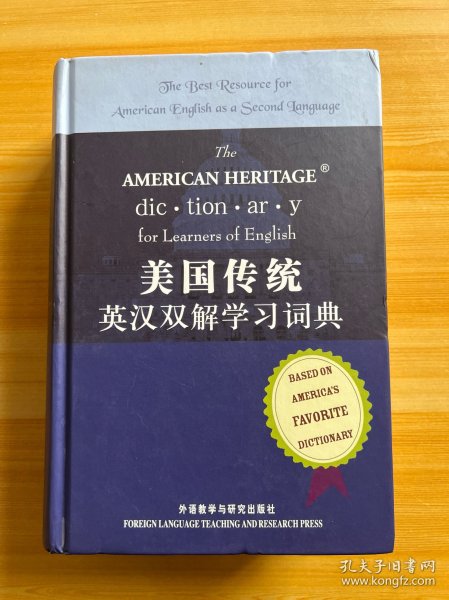 The Best Resource for
American English as a Second Language
The
AMERICAN HERITAGE®
dic·tion·ar·y
for Learners of English
美国传统
英汉双解学习词典
BASED ON
AMERICA'S
FAVORITE
DICTIONARY
外语教学与研究出版社
FOREIGN LANGUAGE TEACHING AND RESEARCH PRESS
孔夫子旧书网
www.kongfz.com